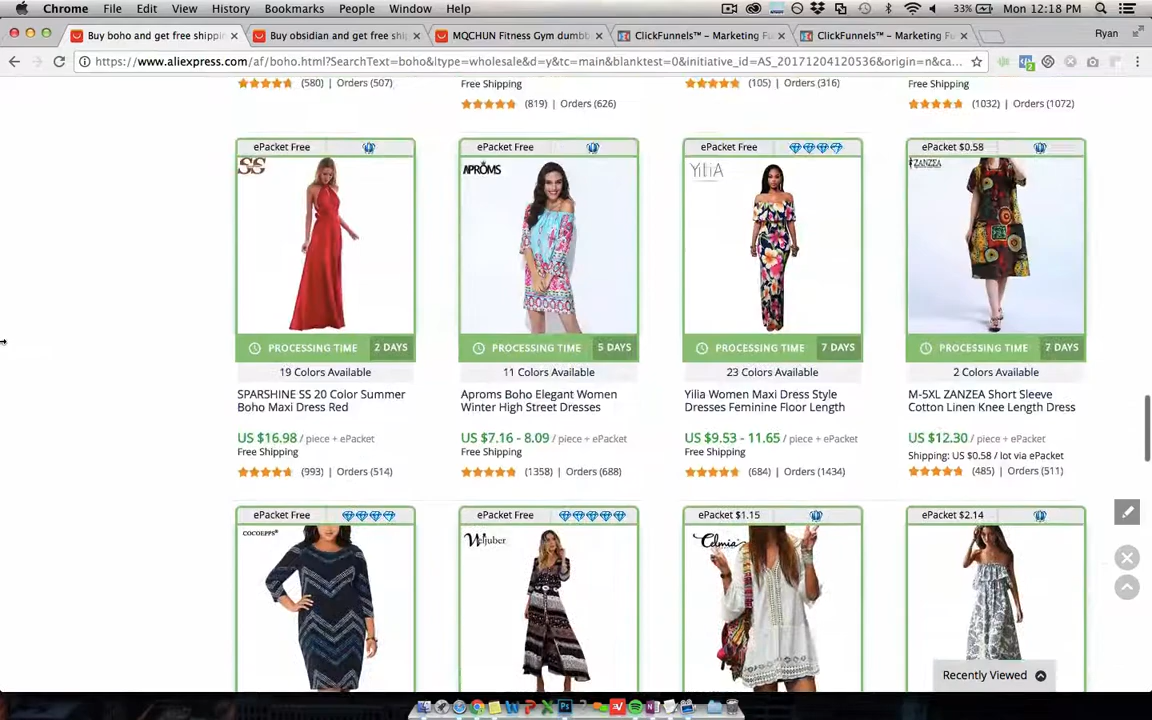 Chrome File Edit View History Bookmarks People Window Help 33% Mon 12:18 PM
Buy boho and get free shippin Buy obsidian and get free shi MQCHUN Fitness Gym dumb ClickFunnels™ – Marketing Fu ClickFunnels™ – Marketing Fu Ryan
https://www.aliexpress.com/af/boho.html?SearchText=boho&ltype=wholesale&d=y&tc=main&blanktest=0&initiative_id=AS_20171204120536&origin=n&ca...
(580) | Orders (507) Free Shipping (105) | Orders (316) Free Shipping
(819) | Orders (626) (1032) | Orders (1072)
ePacket Free ePacket Free ePacket Free ePacket $0.58
SS APROMS YILIA ZANZEA
PROCESSING TIME 2 DAYS PROCESSING TIME 5 DAYS PROCESSING TIME 7 DAYS PROCESSING TIME 7 DAYS
19 Colors Available 11 Colors Available 23 Colors Available 2 Colors Available
SPARSHINE SS 20 Color Summer Aproms Boho Elegant Women Yilia Women Maxi Dress Style M-5XL ZANZEA Short Sleeve
Boho Maxi Dress Red Winter High Street Dresses Dresses Feminine Floor Length Cotton Linen Knee Length Dress
US $16.98 / piece + ePacket US $7.16 - 8.09 / piece + ePacket US $9.53 - 11.65 / piece + ePacket US $12.30 / piece + ePacket
Free Shipping Free Shipping Free Shipping Shipping: US $0.58 / lot via ePacket
(993) | Orders (514) (1358) | Orders (688) (684) | Orders (1434) (485) | Orders (511)
ePacket Free ePacket Free ePacket $1.15 ePacket $2.14
COCOEPPS Celmia
Recently Viewed